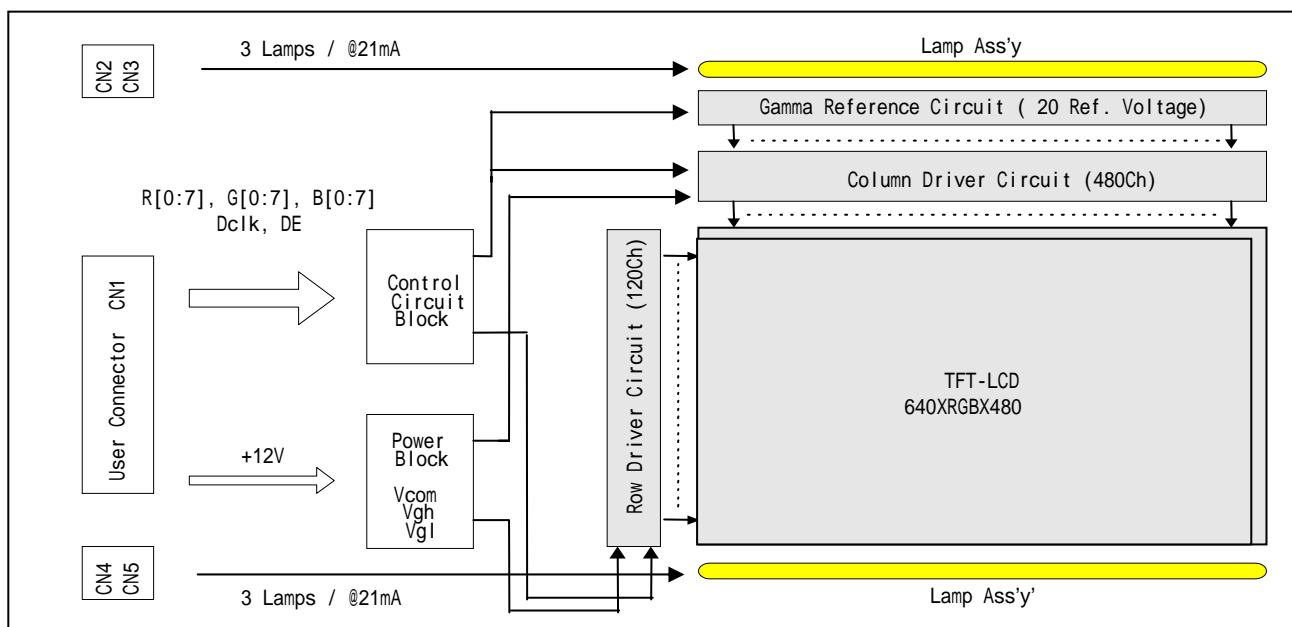 CN2
CN3
3 Lamps / @21mA
Lamp Ass'y
Gamma Reference Circuit ( 20 Ref. Voltage)
Column Driver Circuit (480Ch)
R[0:7], G[0:7], B[0:7]
Dclk, DE
User Connector CN1
Control
Circuit
Block
Row Driver Circuit (120Ch)
TFT-LCD
640XRGBX480
+12V
Power
Block
Vcom
Vgh
Vgl
CN4
CN5
3 Lamps / @21mA
Lamp Ass'y'